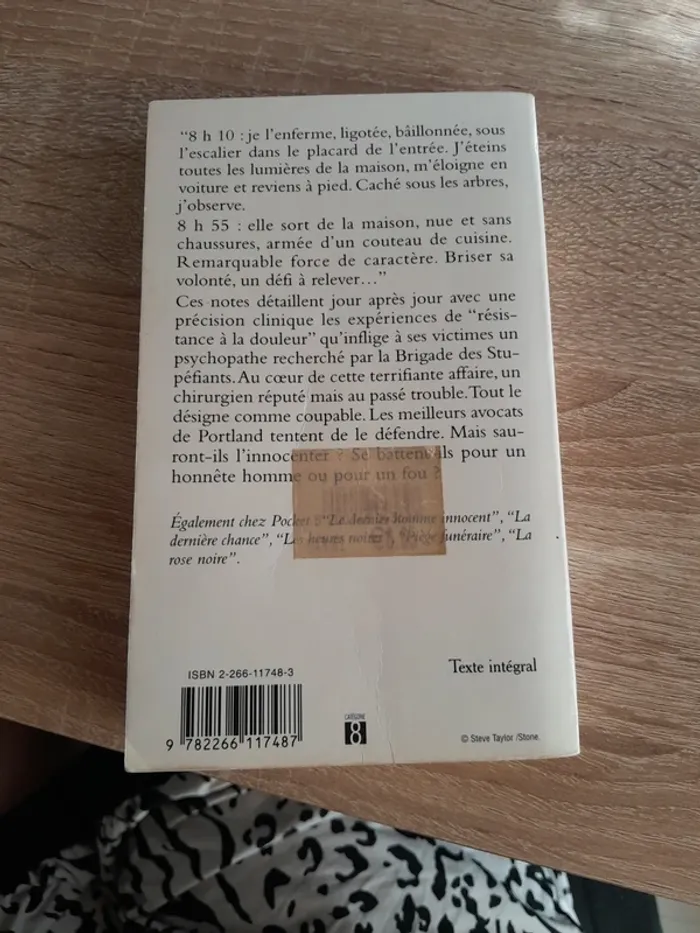 “8 h 10 : je l’enferme, ligotée, bâillonnée, sous
l’escalier dans le placard de l’entrée. J’éteins
toutes les lumières de la maison, m’éloigne en
voiture et reviens à pied. Caché sous les arbres,
j’observe.
8 h 55 : elle sort de la maison, nue et sans
chaussures, armée d’un couteau de cuisine.
Remarquable force de caractère. Briser sa
volonté, un défi à relever…”
Ces notes détaillent jour après jour avec une
précision clinique les expériences de “résis-
tance à la douleur” qu’inflige à ses victimes un
psychopathe recherché par la Brigade des Stu-
péfiants. Au cœur de cette terrifiante affaire, un
chirurgien réputé mais au passé trouble. Tout le
désigne comme coupable. Les meilleurs avocats
de Portland tentent de le défendre. Mais sau-
ront-ils l’innocenter ? Se battent-ils pour un
honnête homme ou pour un fou ?
Également chez Pocket : “Le dernier homme innocent”, “La
dernière chance”, “Les heures noires”, “Piège funéraire”, “La
rose noire”.
Texte intégral
ISBN 2-266-11748-3
9 782266 117487
CATÉGORIE
8
© Steve Taylor /Stone.